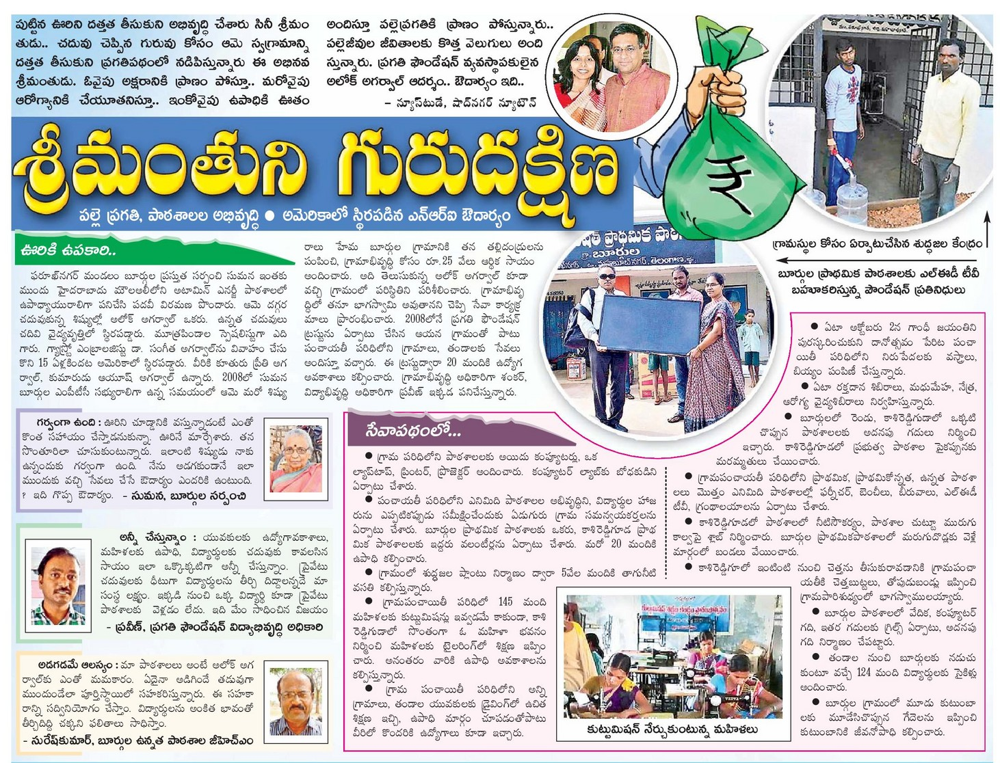 పుట్టిన ఊరిని దత్తత తీసుకుని అభివృద్ధి చేశారు సినీ శ్రీమం
తుడు.. చదువు చెప్పిన గురువు కోసం ఆమె స్వగ్రామాన్ని
దత్తత తీసుకుని ప్రగతిపథంలో నడిపిస్తున్నారు ఈ అభినవ
శ్రీమంతుడు. ఓవైపు అక్షరానికి ప్రాణం పోస్తూ.. మరోవైపు
ఆరోగ్యానికి చేయూతనిస్తూ.. ఇంకోవైపు ఉపాధికి ఊతం
అందిస్తూ పల్లెప్రగతికి ప్రాణం పోస్తున్నారు..
పల్లెజీవుల జీవితాలకు కొత్త వెలుగులు అంది
స్తున్నారు. ప్రగతి ఫౌండేషన్ వ్యవస్థాపకులైన
అలోక్ అగర్వాల్ ఆదర్శం.. ఔదార్యం ఇది..
– న్యూస్‌టుడే, షాద్‌నగర్ న్యూటౌన్
శ్రీమంతుని గురుదక్షిణ
పల్లె ప్రగతి, పాఠశాలల అభివృద్ధి ● అమెరికాలో స్థిరపడిన ఎన్ఆర్ఐ ఔదార్యం
ఊరికి ఉపకారి..
ఫరూఖ్‌నగర్ మండలం బూర్గుల ప్రస్తుత సర్పంచి సుమన ఇంతకు
ముందు హైదరాబాదు మౌలఅలీలోని అటామిన్ ఎనర్జీ పాఠశాలలో
ఉపాధ్యాయురాలిగా పనిచేసి పదవీ విరమణ పొందారు. ఆమె దగ్గర
చదువుకున్న శిష్యుల్లో అలోక్ అగర్వాల్ ఒకరు. ఉన్నత చదువులు
చదివి వైద్యవృత్తిలో స్థిరపడ్డారు. మూత్రపిండాల స్పెషలిస్టుగా ఎది
గారు. గ్యాస్ట్రో ఎంబ్రాలజిస్టు డా. సంగీత అగర్వాల్‌ను వివాహం చేసు
కొని 15 ఏళ్లకిందట అమెరికాలో స్థిరపడ్డారు. వీరికి కూతురు ప్రీతి అగ
ర్వాల్, కుమారుడు ఆయూష్ అగర్వాల్ ఉన్నారు. 2008లో సుమన
బూర్గుల ఎంపీటీసీ సభ్యురాలిగా ఉన్న సమయంలో ఆమె మరో శిష్యు
రాలు హేమ బూర్గుల గ్రామానికి తన తల్లిదండ్రులను
పంపించి, గ్రామాభివృద్ధి కోసం రూ.25 వేలు ఆర్థిక సాయం
అందించారు. అది తెలుసుకున్న అలోక్ అగర్వాల్ కూడా
వచ్చి గ్రామంలో పరిస్థితిని పరిశీలించారు. గ్రామాభివృ
ద్ధిలో తనూ భాగస్వామి అవుతానని చెప్పి సేవా కార్యక్ర
మాలు ప్రారంభించారు. 2008లోనే ప్రగతి ఫౌండేషన్
ట్రస్టును ఏర్పాటు చేసిన ఆయన గ్రామంతో పాటు
పంచాయతీ పరిధిలోని గ్రామాలు, తండాలకు సేవలు
అందిస్తూ వచ్చారు. ఈ ట్రస్టుద్వారా 20 మందికి ఉద్యోగ
అవకాశాలు కల్పించారు. గ్రామాభివృద్ధి అధికారిగా శంకర్,
విద్యాభివృద్ధి అధికారిగా ప్రవీణ్ ఇక్కడ పనిచేస్తున్నారు.
ప్రాథమిక
బూర్గుల
మహబూబ్‌నగర్, తెలంగాణ
గ్రామస్థుల కోసం ఏర్పాటుచేసిన శుద్ధజల కేంద్రం
బూర్గుల ప్రాథమిక పాఠశాలకు ఎల్ఈడీ టీవీ
బహూకరిస్తున్న పౌండేషన్ ప్రతినిధులు
గర్వంగా ఉంది : ఊరిని చూడ్డానికి వస్తున్నాడంటే ఎంతో
కొంత సహాయం చేస్తాడనుకున్నా. ఊరినే మార్చేశారు. తన
సొంతూరిలా చూసుకుంటున్నారు. ఇలాంటి శిష్యుడు నాకు
ఉన్నందుకు గర్వంగా ఉంది. నేను అడగకుండానే ఇలా
ముందుకు వచ్చి సేవలు చేసే ఔదార్యం ఎందరికి ఉంటుంది.
? ఇది గొప్ప ఔదార్యం. – సుమన, బూర్గుల సర్పంచి
అన్నీ చేస్తున్నాం : యువకులకు ఉద్యోగావకాశాలు,
మహిళలకు ఉపాధి, విద్యార్థులకు చదువుకు కావలసిన
సాయం ఇలా ఒక్కొక్కటిగా అన్నీ చేస్తున్నాం. ప్రైవేటు
చదువులకు ధీటుగా విద్యార్థులను తీర్చి దిద్దాలన్నదే మా
సంస్థ లక్ష్యం. ఇక్కడి నుంచి ఒక్క విద్యార్థి కూడా ప్రైవేటు
పాఠశాలకు వెళ్లడం లేదు. ఇది మేం సాధించిన విజయం
– ప్రవీణ్, ప్రగతి ఫౌండేషన్ విద్యాభివృద్ధి అధికారి
అడగడమే ఆలస్యం : మా పాఠశాలలు అంటే అలోక్ అగ
ర్వాల్‌కు ఎంతో మమకారం. ఏదైనా అడిగిందే తడువుగా
ముందుండేలా పూర్తిస్థాయిలో సహకరిస్తున్నారు. ఈ సహకా
రాన్ని సద్వినియోగం చేస్తాం. విద్యార్థులను అంకిత భావంతో
తీర్చిదిద్ది చక్కని ఫలితాలు సాధిస్తాం.
– సురేష్‌కుమార్, బూర్గుల ఉన్నత పాఠశాల జీహెచ్ఎం
సేవాపథంలో...
● గ్రామ పరిధిలోని పాఠశాలలకు అయిదు కంప్యూటర్లు, ఒక
ల్యాప్‌టాప్, ప్రింటర్, ప్రొజెక్టర్ అందించారు. కంప్యూటర్ ల్యాబ్‌కు బోధకుడిని
ఏర్పాటు చేశారు.
● పంచాయతీ పరిధిలోని ఎనిమిది పాఠశాలల అభివృద్ధిని, విద్యార్థుల హాజ
రును ఎప్పటికప్పుడు సమీక్షించేందుకు ఏడుగురు గ్రామ సమన్వయకర్తలను
ఏర్పాటు చేశారు. బూర్గుల ప్రాథమిక పాఠశాలకు ఒకరు, కాశిరెడ్డిగూడ ప్రాథ
మిక పాఠశాలలకు ఇద్దరు వలంటీర్లను ఏర్పాటు చేశారు. మరో 20 మందికి
ఉపాధి కల్పించారు.
● గ్రామంలో శుద్ధజల ప్లాంటు నిర్మాణం ద్వారా 5వేల మందికి తాగునీటి
వసతి కల్పిస్తున్నారు.
● గ్రామపంచాయితీ పరిధిలో 145 మంది
మహిళలకు కుట్టుమిషన్లు ఇవ్వడమే కాకుండా, కాశి
రెడ్డిగుడాలో సొంతంగా ఓ మహిళా భవనం
నిర్మించి మహిళలకు టైలరింగ్‌లో శిక్షణ ఇప్పిం
చారు. అనంతరం వారికి ఉపాధి అవకాశాలను
కల్పిస్తున్నారు.
● గ్రామ పంచాయితీ పరిధిలోని అన్ని
గ్రామాలు, తండాల యువకులకు డ్రైవింగ్‌లో ఉచిత
శిక్షణ ఇచ్చి, ఉపాధి మార్గం చూపడంతోపాటు
వీరిలో కొందరికి ఉద్యోగాలు కూడా ఇచ్చారు.
● ఏటా అక్టోబరు 2న గాంధీ జయంతిని
పురస్కరించుకుని దానోత్సవం పేరిట పంచా
యితీ పరిధిలోని నిరుపేదలకు వస్త్రాలు,
బియ్యం పంపిణీ చేస్తున్నారు.
● ఏటా రక్తదాన శిబిరాలు, మధుమేహ, నేత్ర,
ఆరోగ్య వైద్యశిబిరాలు నిర్వహిస్తున్నారు.
● బూర్గులలో రెండు, కాశిరెడ్డిగుడాలో ఒక్కటి
చొప్పున పాఠశాలలకు అదనపు గదులు నిర్మించి
ఇచ్చారు. కాశిరెడ్డిగూడలో ప్రభుత్వ పాఠశాల పైకప్పునకు
మరమ్మతులు చేయించారు.
● గ్రామపంచాయతీ పరిధిలోని ప్రాథమిక, ప్రాథమికోన్నత, ఉన్నత పాఠశా
లలు మొత్తం ఎనిమిది పాఠశాలల్లో ఫర్నీచర్, బెంచీలు, బీరువాలు, ఎల్ఈడీ
టీవీ, గ్రంథాలయాలను ఏర్పాటు చేశారు.
● కాశిరెడ్డిగూడలో పాఠశాలలో నీటిసౌకర్యం, పాఠశాల చుట్టూ మురుగు
కాల్వపై శ్లాబ్ నిర్మించారు. బూర్గుల ప్రాథమికపాఠశాలలో మరుగుదొడ్లకు వెళ్లే
మార్గంలో బండలు వేయించారు.
● కాశిరెడ్డిగూలో ఇంటింటి నుంచి చెత్తను తీసుకురావడానికి గ్రామపంచా
యతీకి చెత్తబుట్టలు, తోపుడుబండ్లు ఇప్పించి
గ్రామపారిశుధ్యంలో భాగస్వాములయ్యారు.
● బూర్గుల పాఠశాలలో వేదిక, కంప్యూటర్
గది, ఇతర గదులకు గ్రిల్స్ ఏర్పాటు, అదనపు
గది నిర్మాణం చేపట్టారు.
● తండాల నుంచి బూర్గులకు నడుచు
కుంటూ వచ్చే 124 మంది విద్యార్థులకు సైకిళ్లు
అందించారు.
● బూర్గుల గ్రామంలో మూడు కుటుంబా
లకు మూడేసిచొప్పున గేదెలను ఇప్పించి
కుటుంబానికి జీవనోపాధి కల్పించారు.
కుట్టుమిషన్ నేర్చుకుంటున్న మహిళలు